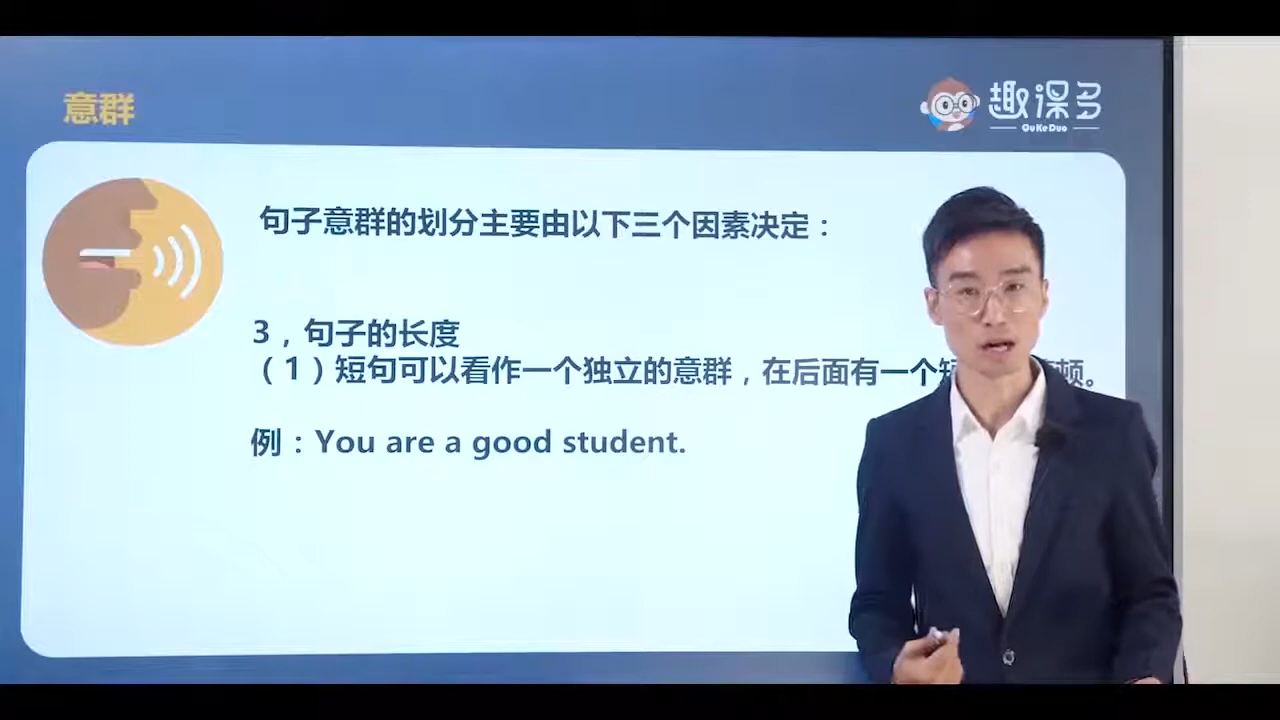 意群
趣课多
QuKeDuo
句子意群的划分主要由以下三个因素决定：
3，句子的长度
（1）短句可以看作一个独立的意群，在后面有一个 顿。
例：You are a good student.